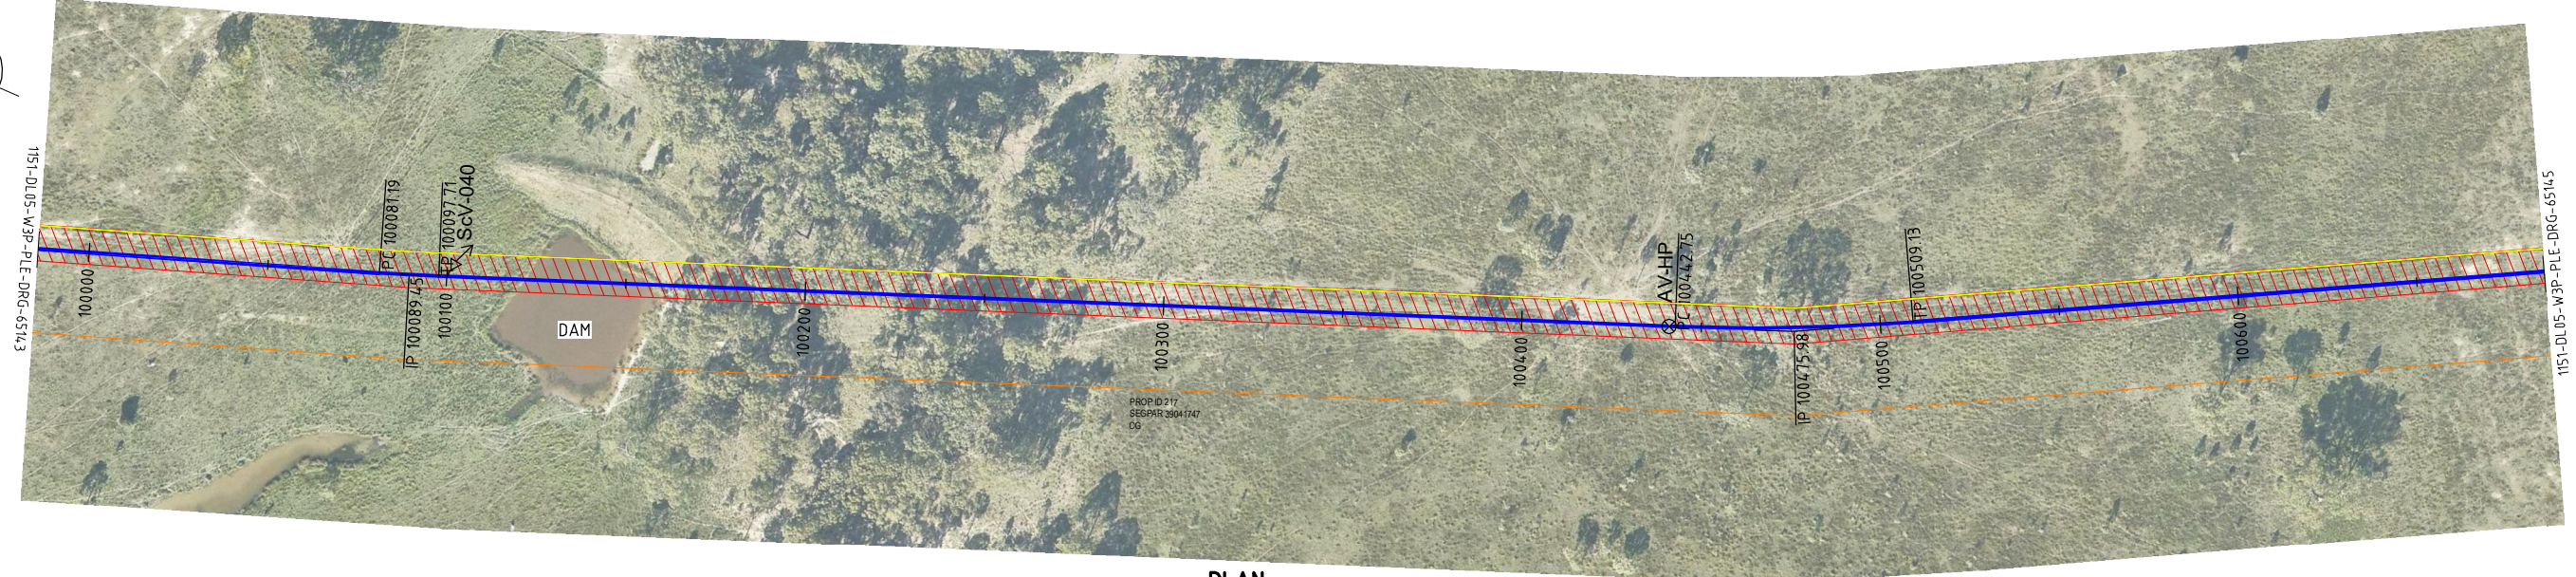 1151-DL05-W3P-PLE-DRG-65143
100000
PC 100081.19
IP 100089.45
TP 100097.71
100100
ScV-040
DAM
100200
100300
PROP ID 217
SEGPAR 39041747
CG
100400
AV-HP
PC 100442.75
IP 100475.98
100500
TP 100509.13
100600
1151-DL05-W3P-PLE-DRG-65145
PLAN